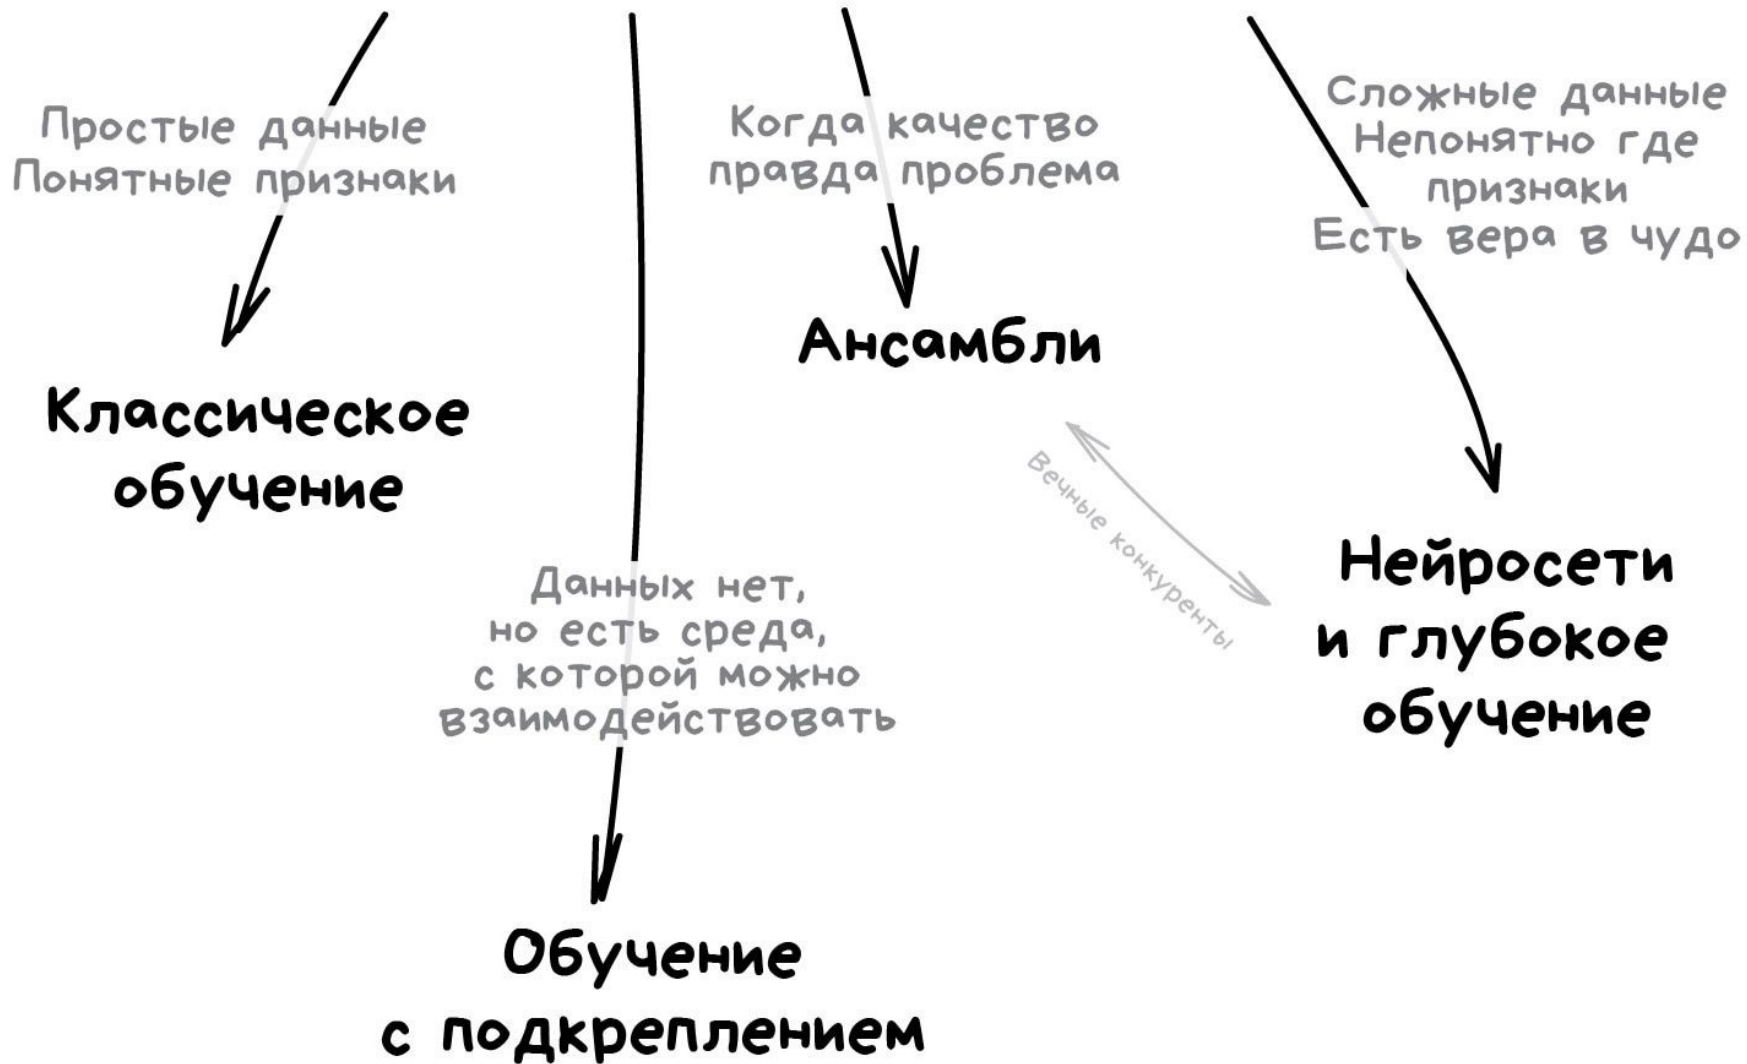 Простые данные
Понятные признаки
Когда качество
правда проблема
Сложные данные
Непонятно где
признаки
Есть вера в чудо
Ансамбли
Классическое
обучение
Вечные конкуренты
Нейросети
и глубокое
обучение
Данных нет,
но есть среда,
с которой можно
взаимодействовать
Обучение
с подкреплением